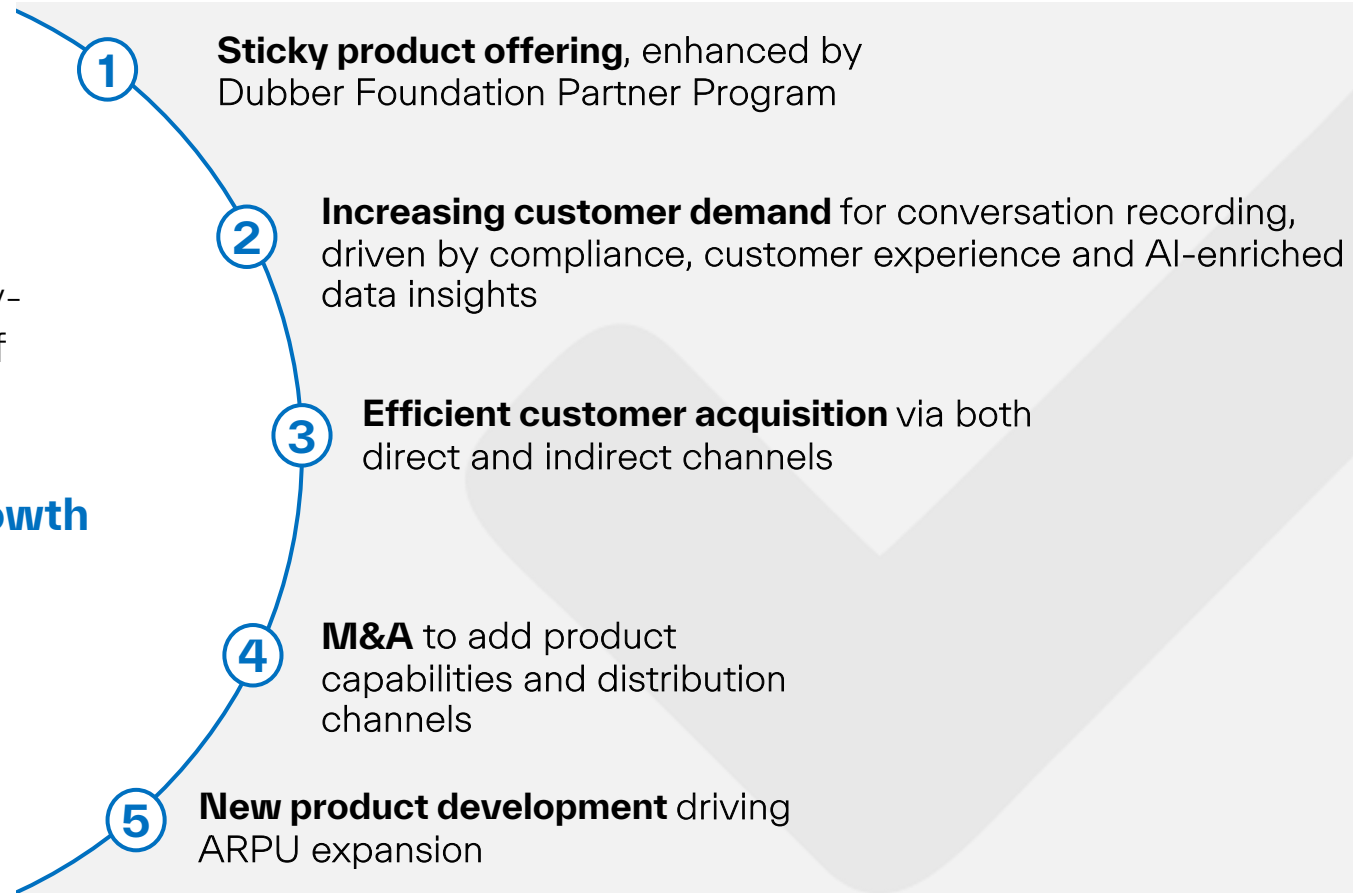 1
Sticky product offering, enhanced by
Dubber Foundation Partner Program
2
Increasing customer demand for conversation recording,
driven by compliance, customer experience and AI-enriched
data insights
3
Efficient customer acquisition via both
direct and indirect channels
4
M&A to add product
capabilities and distribution
channels
5
New product development driving
ARPU expansion